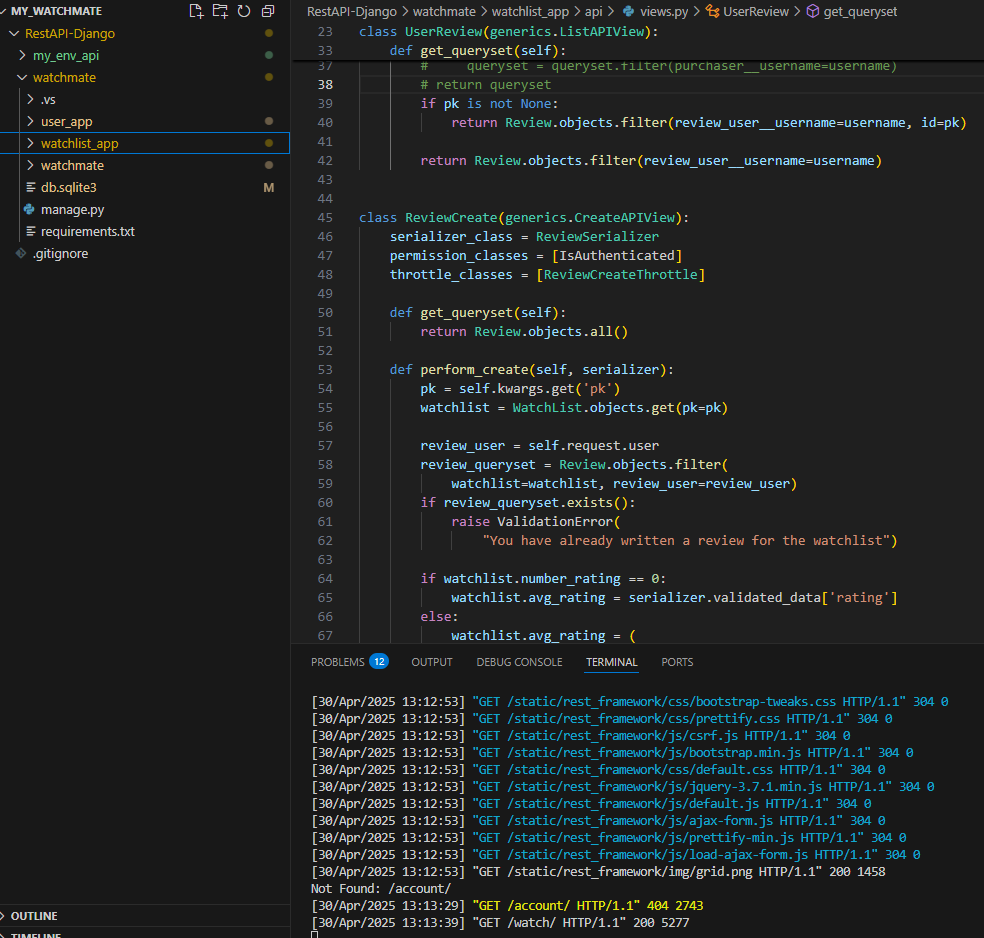 MY_WATCHMATE
RestAPI-Django
my_env_api
watchmate
.vs
user_app
watchlist_app
watchmate
db.sqlite3
M
manage.py
requirements.txt
.gitignore
OUTLINE
TIMELINE
RestAPI-Django > watchmate > watchlist_app > api > views.py > UserReview > get_queryset
23 class UserReview(generics.ListAPIView):
33     def get_queryset(self):
37         #     queryset = queryset.filter(purchaser__username=username)
38         # return queryset
39         if pk is not None:
40             return Review.objects.filter(review_user__username=username, id=pk)
41
42         return Review.objects.filter(review_user__username=username)
43
44
45 class ReviewCreate(generics.CreateAPIView):
46     serializer_class = ReviewSerializer
47     permission_classes = [IsAuthenticated]
48     throttle_classes = [ReviewCreateThrottle]
49
50     def get_queryset(self):
51         return Review.objects.all()
52
53     def perform_create(self, serializer):
54         pk = self.kwargs.get('pk')
55         watchlist = WatchList.objects.get(pk=pk)
56
57         review_user = self.request.user
58         review_queryset = Review.objects.filter(
59             watchlist=watchlist, review_user=review_user)
60         if review_queryset.exists():
61             raise ValidationError(
62                 "You have already written a review for the watchlist")
63
64         if watchlist.number_rating == 0:
65             watchlist.avg_rating = serializer.validated_data['rating']
66         else:
67             watchlist.avg_rating = (
PROBLEMS 12 OUTPUT DEBUG CONSOLE TERMINAL PORTS
[30/Apr/2025 13:12:53] "GET /static/rest_framework/css/bootstrap-tweaks.css HTTP/1.1" 304 0
[30/Apr/2025 13:12:53] "GET /static/rest_framework/css/prettify.css HTTP/1.1" 304 0
[30/Apr/2025 13:12:53] "GET /static/rest_framework/js/csrf.js HTTP/1.1" 304 0
[30/Apr/2025 13:12:53] "GET /static/rest_framework/js/bootstrap.min.js HTTP/1.1" 304 0
[30/Apr/2025 13:12:53] "GET /static/rest_framework/css/default.css HTTP/1.1" 304 0
[30/Apr/2025 13:12:53] "GET /static/rest_framework/js/jquery-3.7.1.min.js HTTP/1.1" 304 0
[30/Apr/2025 13:12:53] "GET /static/rest_framework/js/default.js HTTP/1.1" 304 0
[30/Apr/2025 13:12:53] "GET /static/rest_framework/js/ajax-form.js HTTP/1.1" 304 0
[30/Apr/2025 13:12:53] "GET /static/rest_framework/js/prettify-min.js HTTP/1.1" 304 0
[30/Apr/2025 13:12:53] "GET /static/rest_framework/js/load-ajax-form.js HTTP/1.1" 304 0
[30/Apr/2025 13:12:53] "GET /static/rest_framework/img/grid.png HTTP/1.1" 200 1458
Not Found: /account/
[30/Apr/2025 13:13:29] "GET /account/ HTTP/1.1" 404 2743
[30/Apr/2025 13:13:39] "GET /watch/ HTTP/1.1" 200 5277